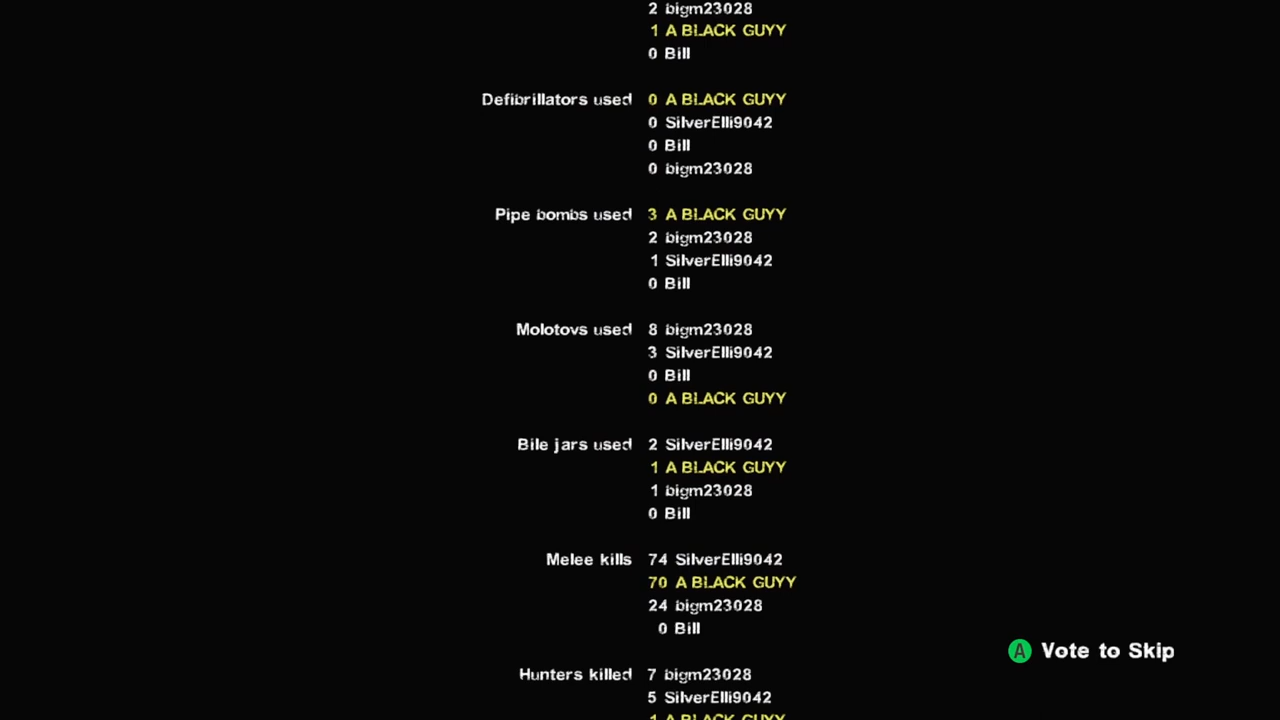 2 bigm23028
1 A BLACK GUYY
0 Bill
Defibrillators used 0 A BLACK GUYY
0 SilverElli9042
0 Bill
0 bigm23028
Pipe bombs used 3 A BLACK GUYY
2 bigm23028
1 SilverElli9042
0 Bill
Molotovs used 8 bigm23028
3 SilverElli9042
0 Bill
0 A BLACK GUYY
Bile jars used 2 SilverElli9042
1 A BLACK GUYY
1 bigm23028
0 Bill
Melee kills 74 SilverElli9042
70 A BLACK GUYY
24 bigm23028
0 Bill
A Vote to Skip
Hunters killed 7 bigm23028
5 SilverElli9042
1 A BLACK GUYY